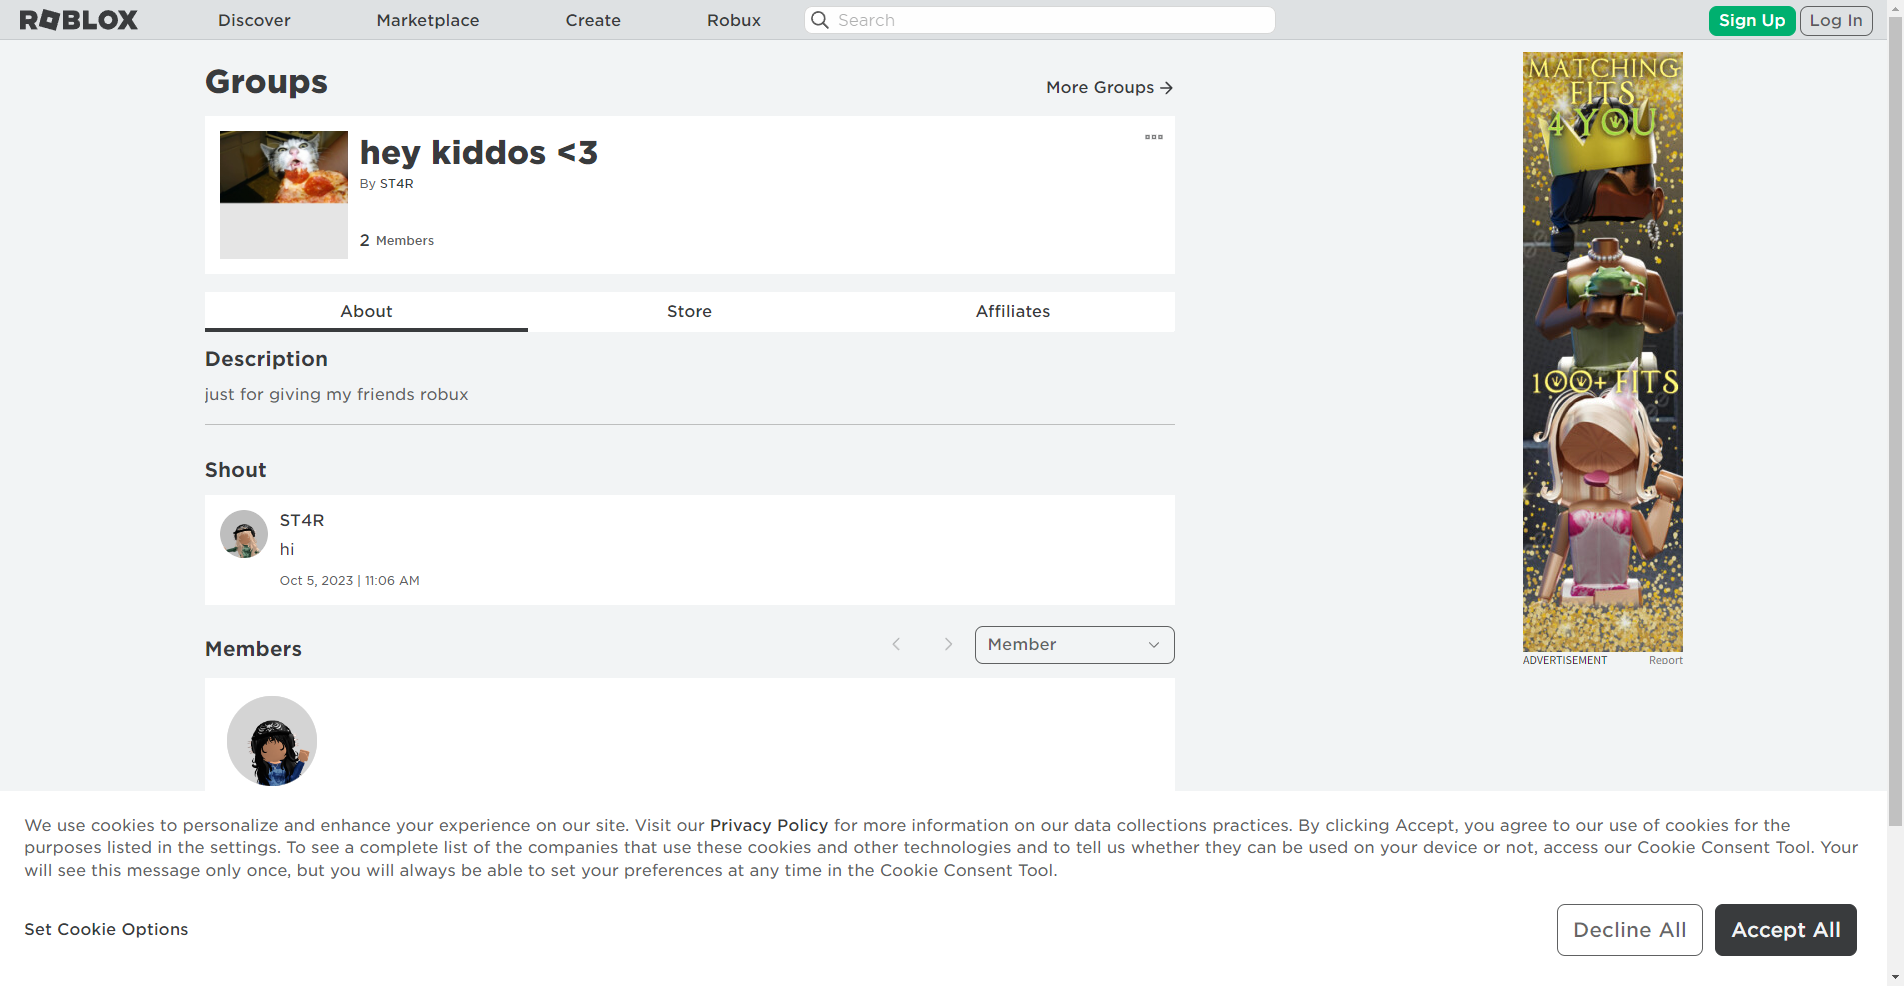 ROBLOX
Discover
Marketplace
Create
Robux
Search
Sign Up
Log In
Groups
More Groups
hey kiddos <3
By ST4R
2 Members
About
Store
Affiliates
Description
just for giving my friends robux
Shout
ST4R
hi
Oct 5, 2023 | 11:06 AM
Members
Member
MATCHING
FITS
4 YOU
100+ FITS
ADVERTISEMENT
Report
We use cookies to personalize and enhance your experience on our site. Visit our Privacy Policy for more information on our data collections practices. By clicking Accept, you agree to our use of cookies for the
purposes listed in the settings. To see a complete list of the companies that use these cookies and other technologies and to tell us whether they can be used on your device or not, access our Cookie Consent Tool. Your
will see this message only once, but you will always be able to set your preferences at any time in the Cookie Consent Tool.
Set Cookie Options
Decline All
Accept All